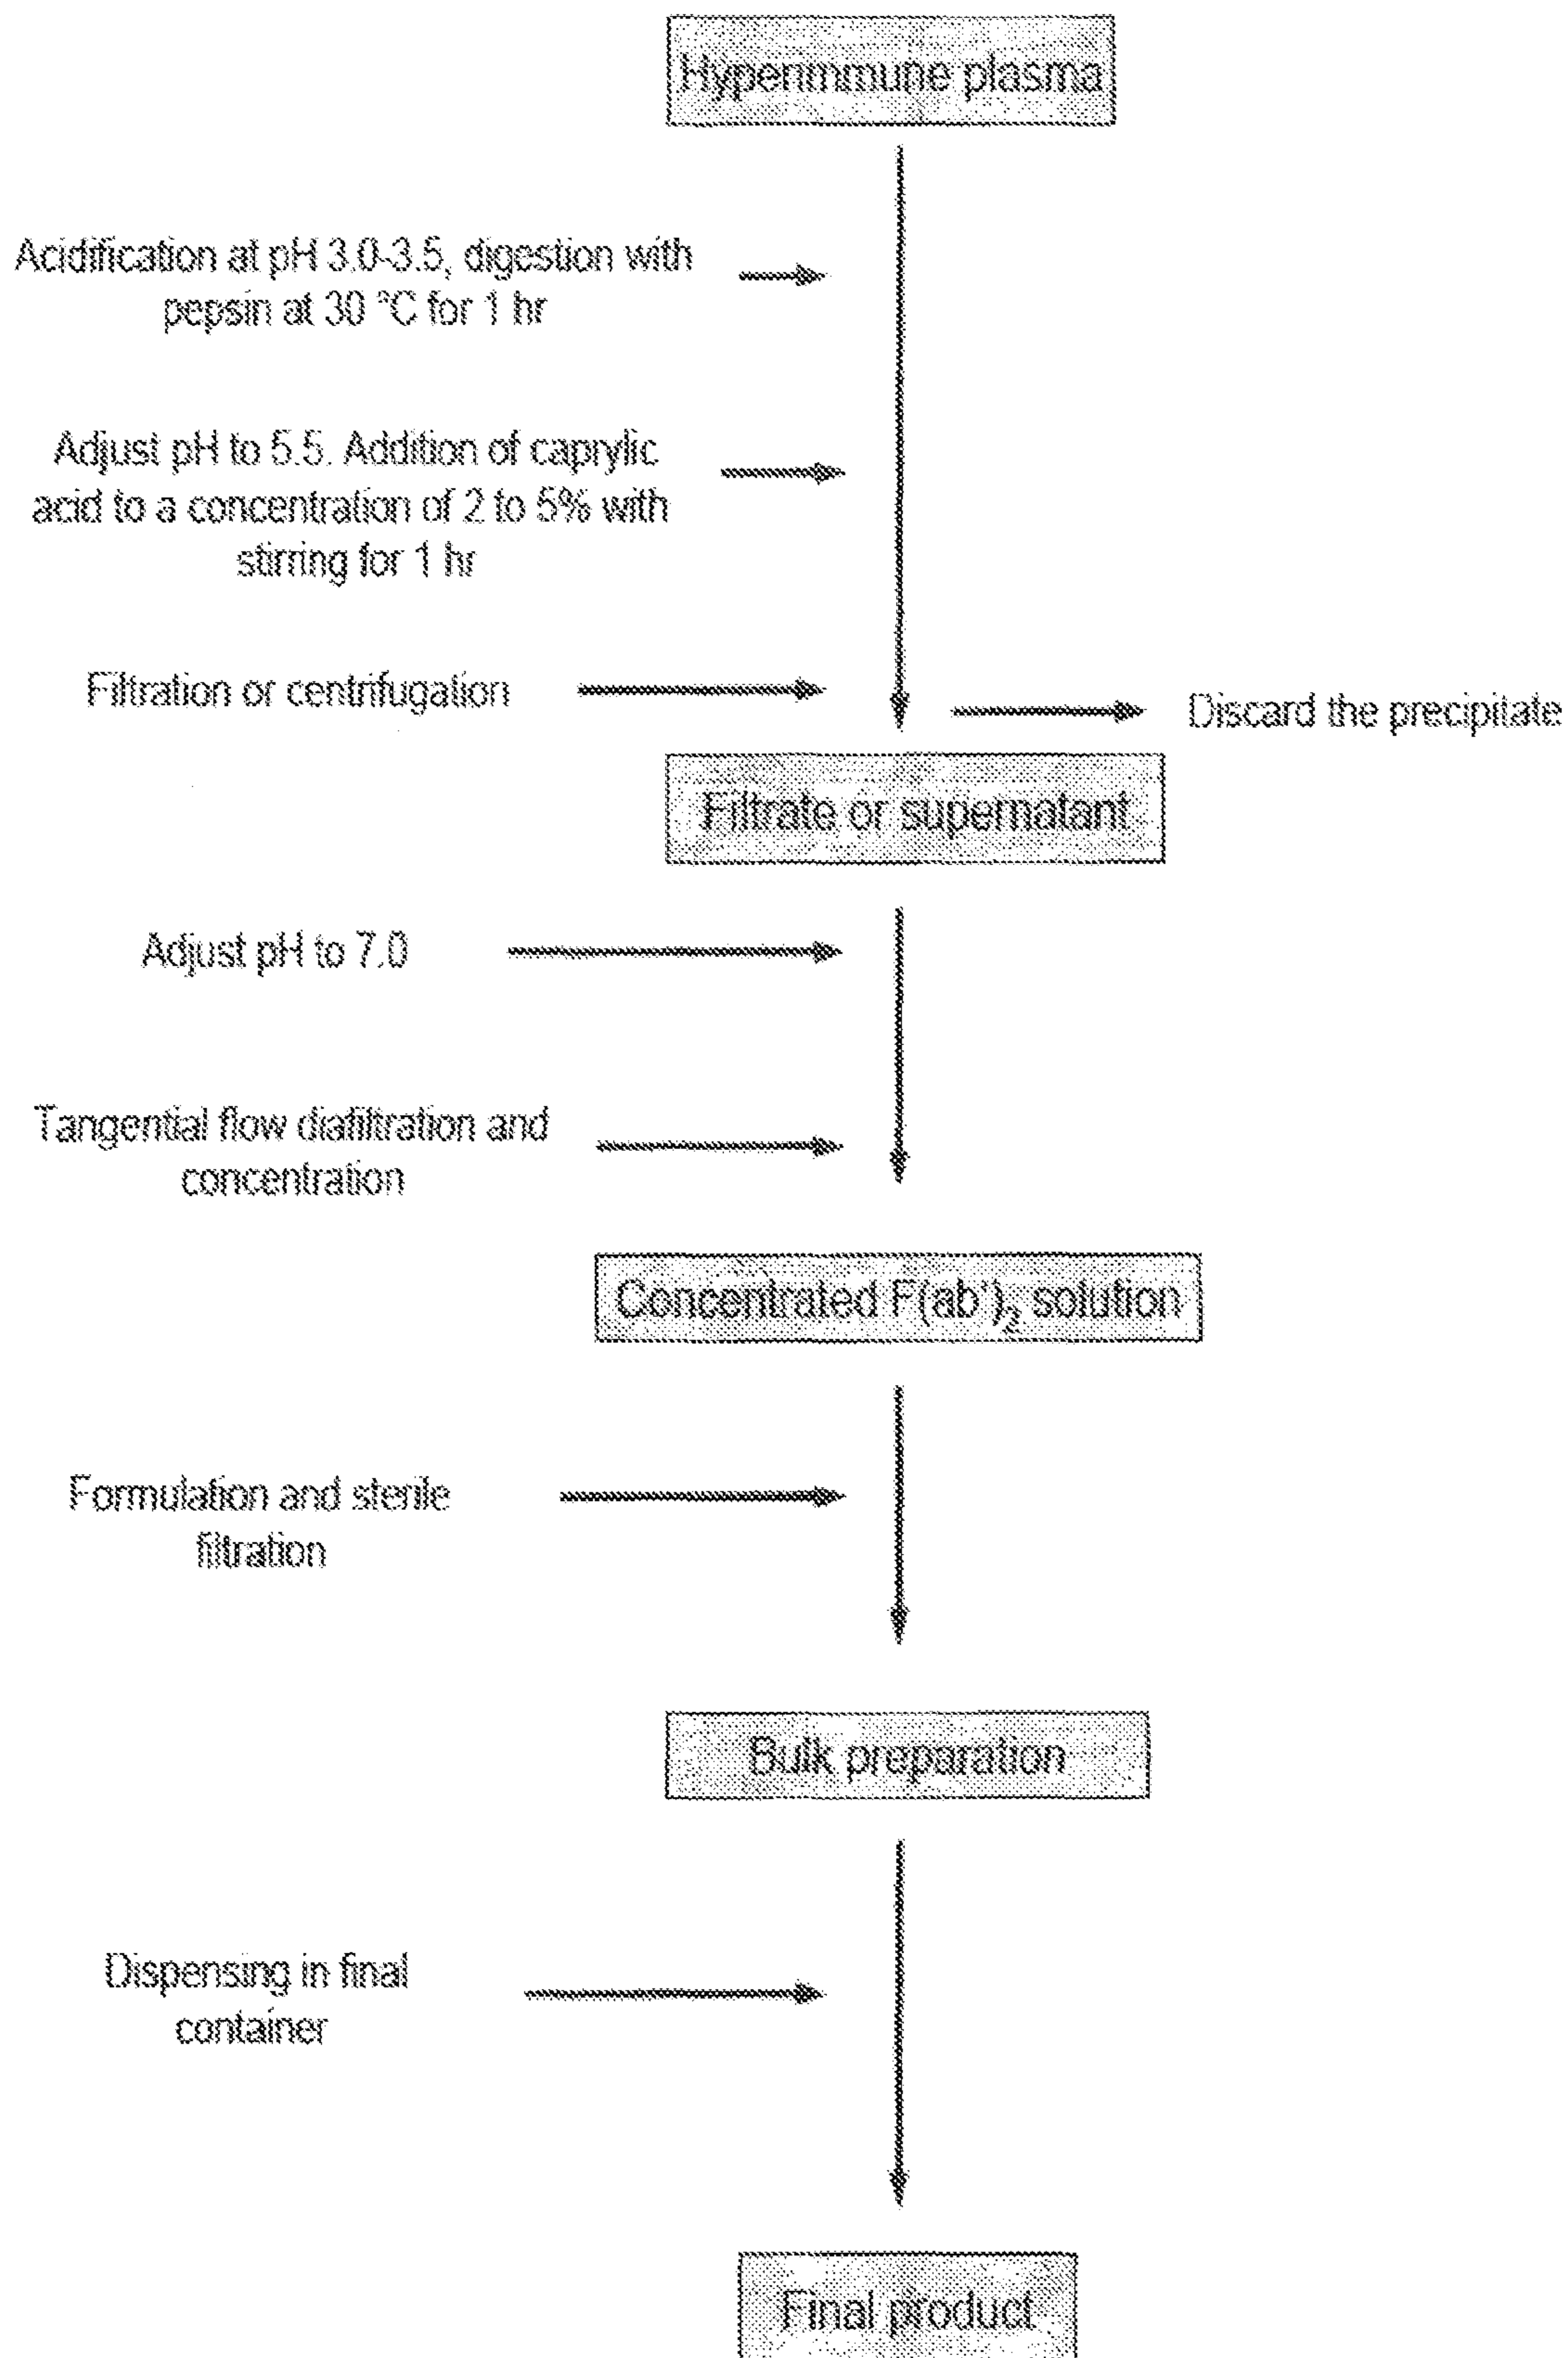 Hyperimmune plasma
Acidification at pH 3.0-3.5, digestion with
pepsin at 30 °C for 1 hr
Adjust pH to 5.5. Addition of caprylic
acid to a concentration of 2 to 5% with
stirring for 1 hr
Filtration or centrifugation
Discard the precipitate
Filtrate or supernatant
Adjust pH to 7.0
Tangential flow diafiltration and
concentration
Concentrated F(ab')₂ solution
Formulation and sterile
filtration
Bulk preparation
Dispensing in final
container
Final product